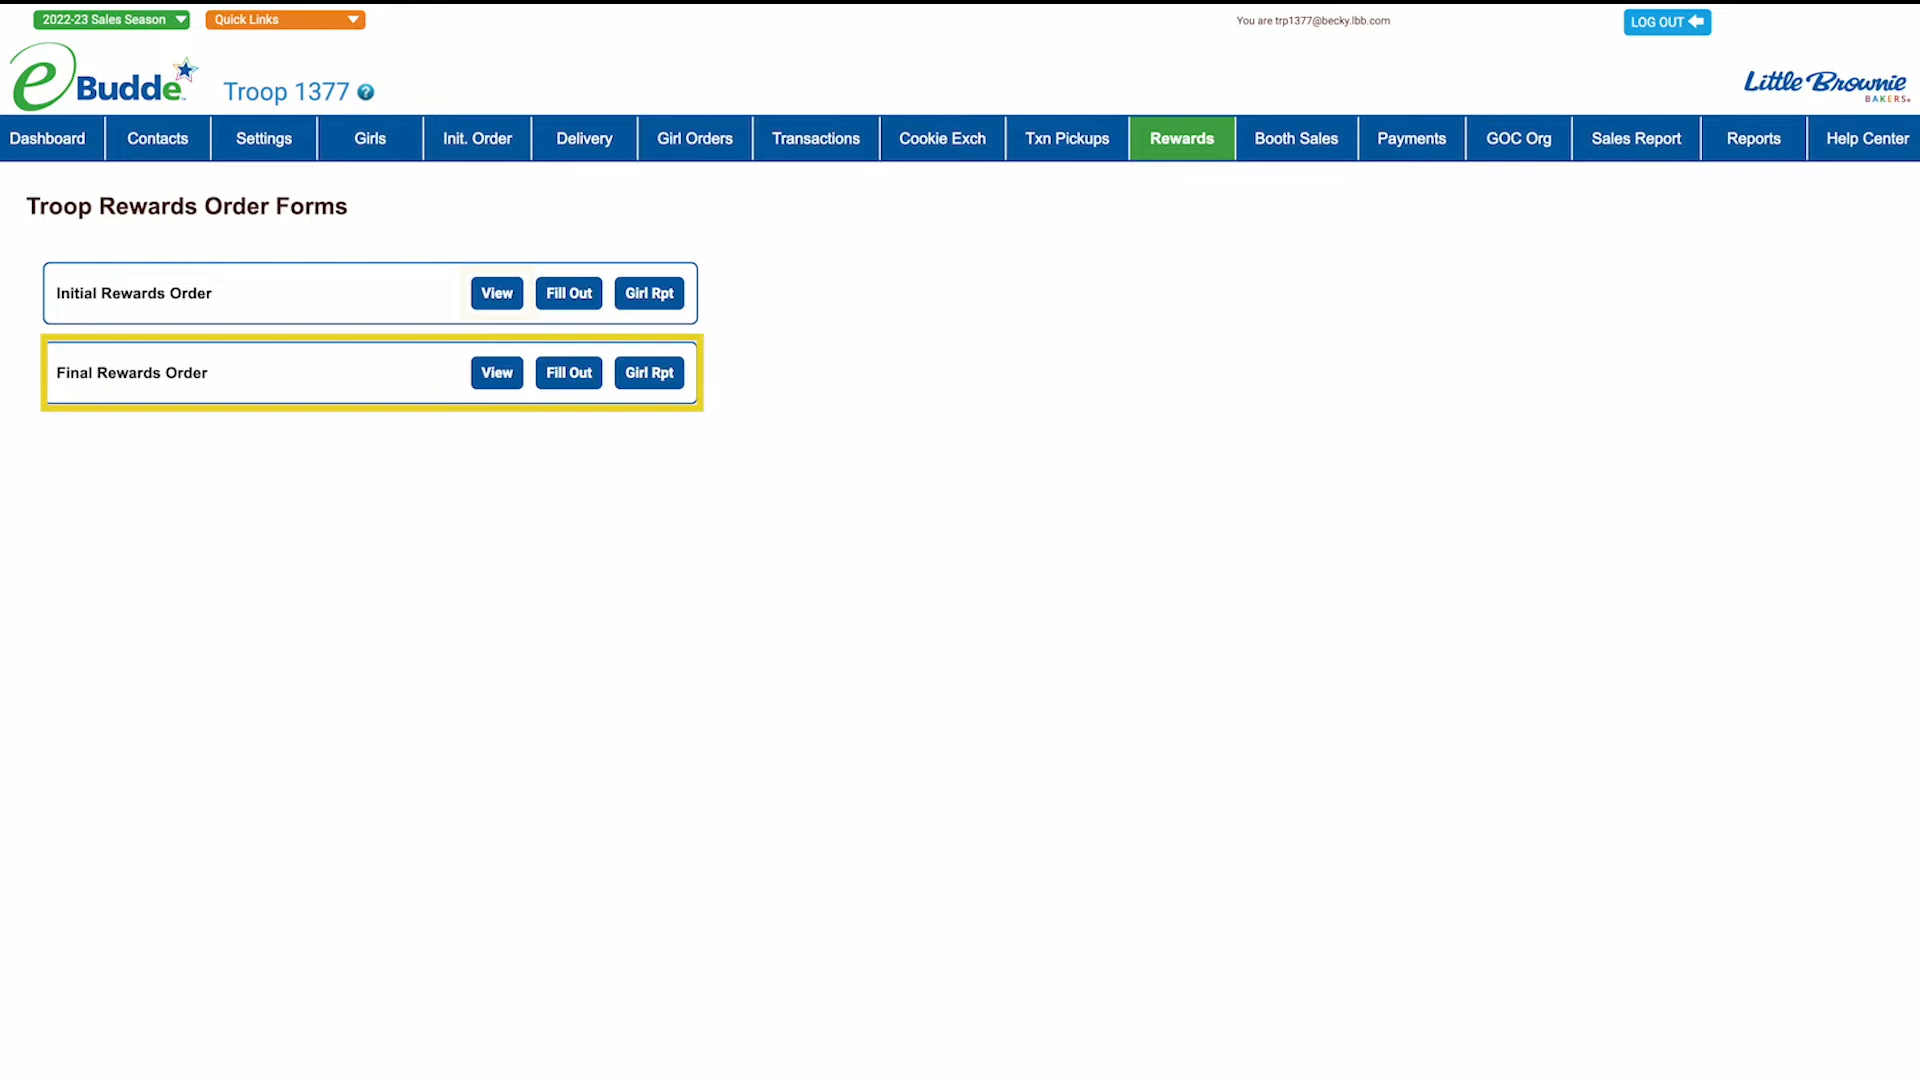 2022-23 Sales Season
Quick Links
You are trp1377@becky.lbb.com
LOG OUT
eBudde™
Troop 1377 ?
Little Brownie
BAKERS®
Dashboard Contacts Settings Girls Init. Order Delivery Girl Orders Transactions Cookie Exch Txn Pickups Rewards Booth Sales Payments GOC Org Sales Report Reports Help Center
Troop Rewards Order Forms
Initial Rewards Order View Fill Out Girl Rpt
Final Rewards Order View Fill Out Girl Rpt